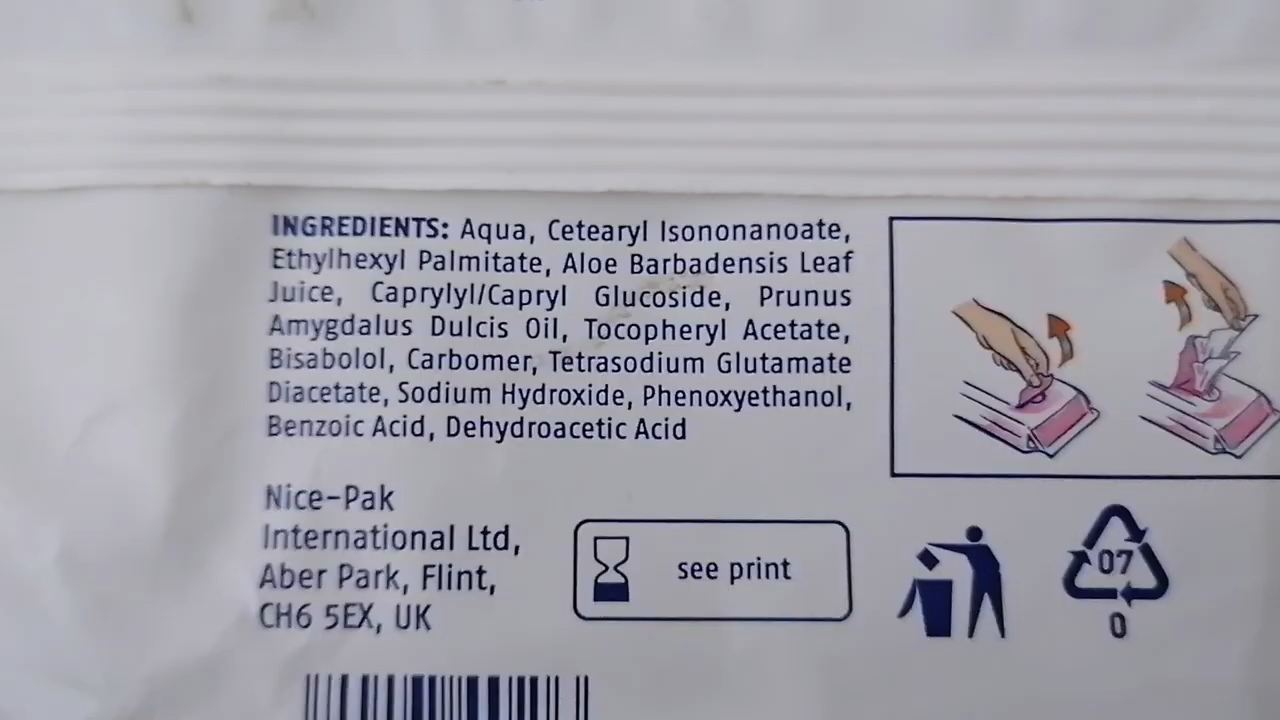 INGREDIENTS: Aqua, Cetearyl Isononanoate,
Ethylhexyl Palmitate, Aloe Barbadensis Leaf
Juice, Caprylyl/Capryl Glucoside, Prunus
Amygdalus Dulcis Oil, Tocopheryl Acetate,
Bisabolol, Carbomer, Tetrasodium Glutamate
Diacetate, Sodium Hydroxide, Phenoxyethanol,
Benzoic Acid, Dehydroacetic Acid
Nice-Pak
International Ltd,
Aber Park, Flint,
CH6 5EX, UK
see print
07
0